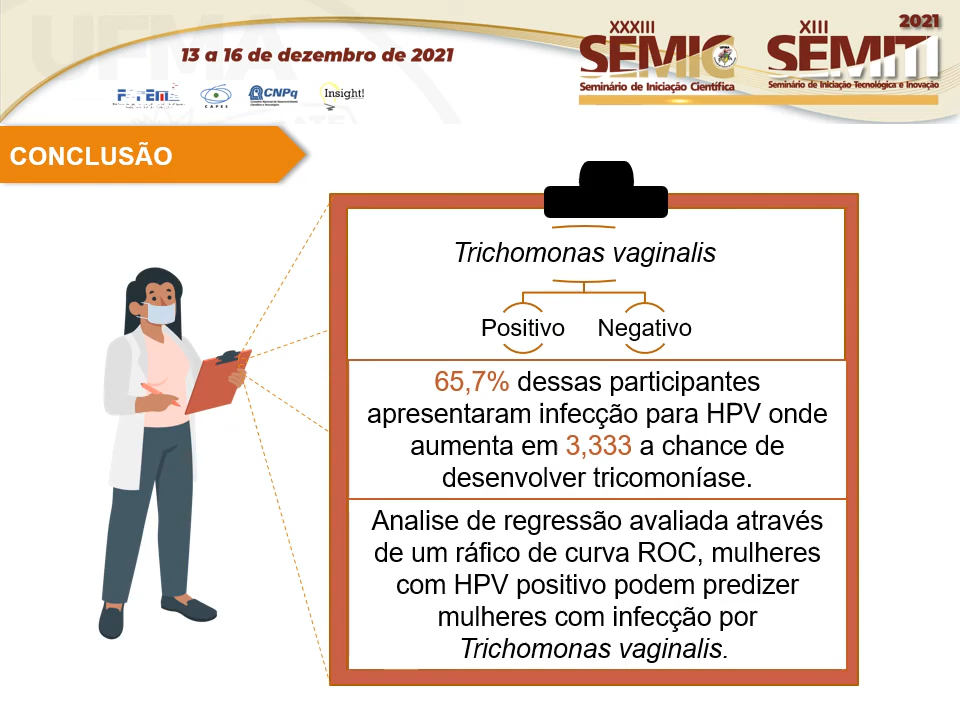 UFMA
13 a 16 de dezembro de 2021
XXXIII
SEMIC
Seminário de Iniciação Científica
XIII
2021
SEMITI
Seminário de Iniciação Tecnológica e Inovação
CAPES
CNPq
Insight!
CONCLUSÃO
Trichomonas vaginalis
Positivo Negativo
65,7% dessas participantes
apresentaram infecção para HPV onde
aumenta em 3,333 a chance de
desenvolver tricomoníase.
Analise de regressão avaliada através
de um ráfico de curva ROC, mulheres
com HPV positivo podem predizer
mulheres com infecção por
Trichomonas vaginalis.